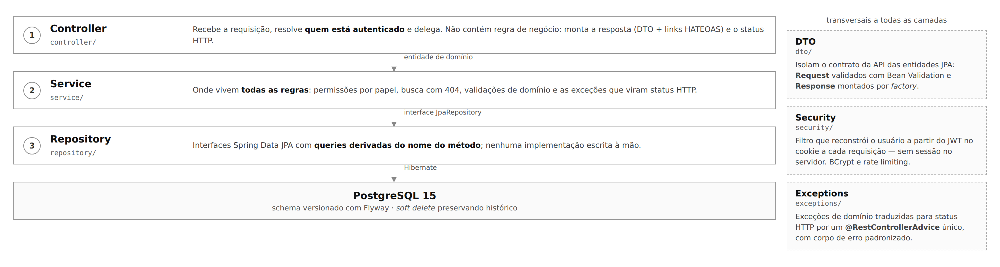 1
Controller
controller/
Recebe a requisição, resolve quem está autenticado e delega. Não contém regra de negócio: monta a resposta (DTO + links HATEOAS) e o status
HTTP.
entidade de domínio
2
Service
service/
Onde vivem todas as regras: permissões por papel, busca com 404, validações de domínio e as exceções que viram status HTTP.
interface JpaRepository
3
Repository
repository/
Interfaces Spring Data JPA com queries derivadas do nome do método; nenhuma implementação escrita à mão.
Hibernate
PostgreSQL 15
schema versionado com Flyway · soft delete preservando histórico
transversais a todas as camadas
DTO
dto/
Isolam o contrato da API das entidades JPA:
Request validados com Bean Validation e
Response montados por factory.
Security
security/
Filtro que reconstrói o usuário a partir do JWT no
cookie a cada requisição — sem sessão no
servidor. BCrypt e rate limiting.
Exceptions
exceptions/
Exceções de domínio traduzidas para status
HTTP por um @RestControllerAdvice único,
com corpo de erro padronizado.